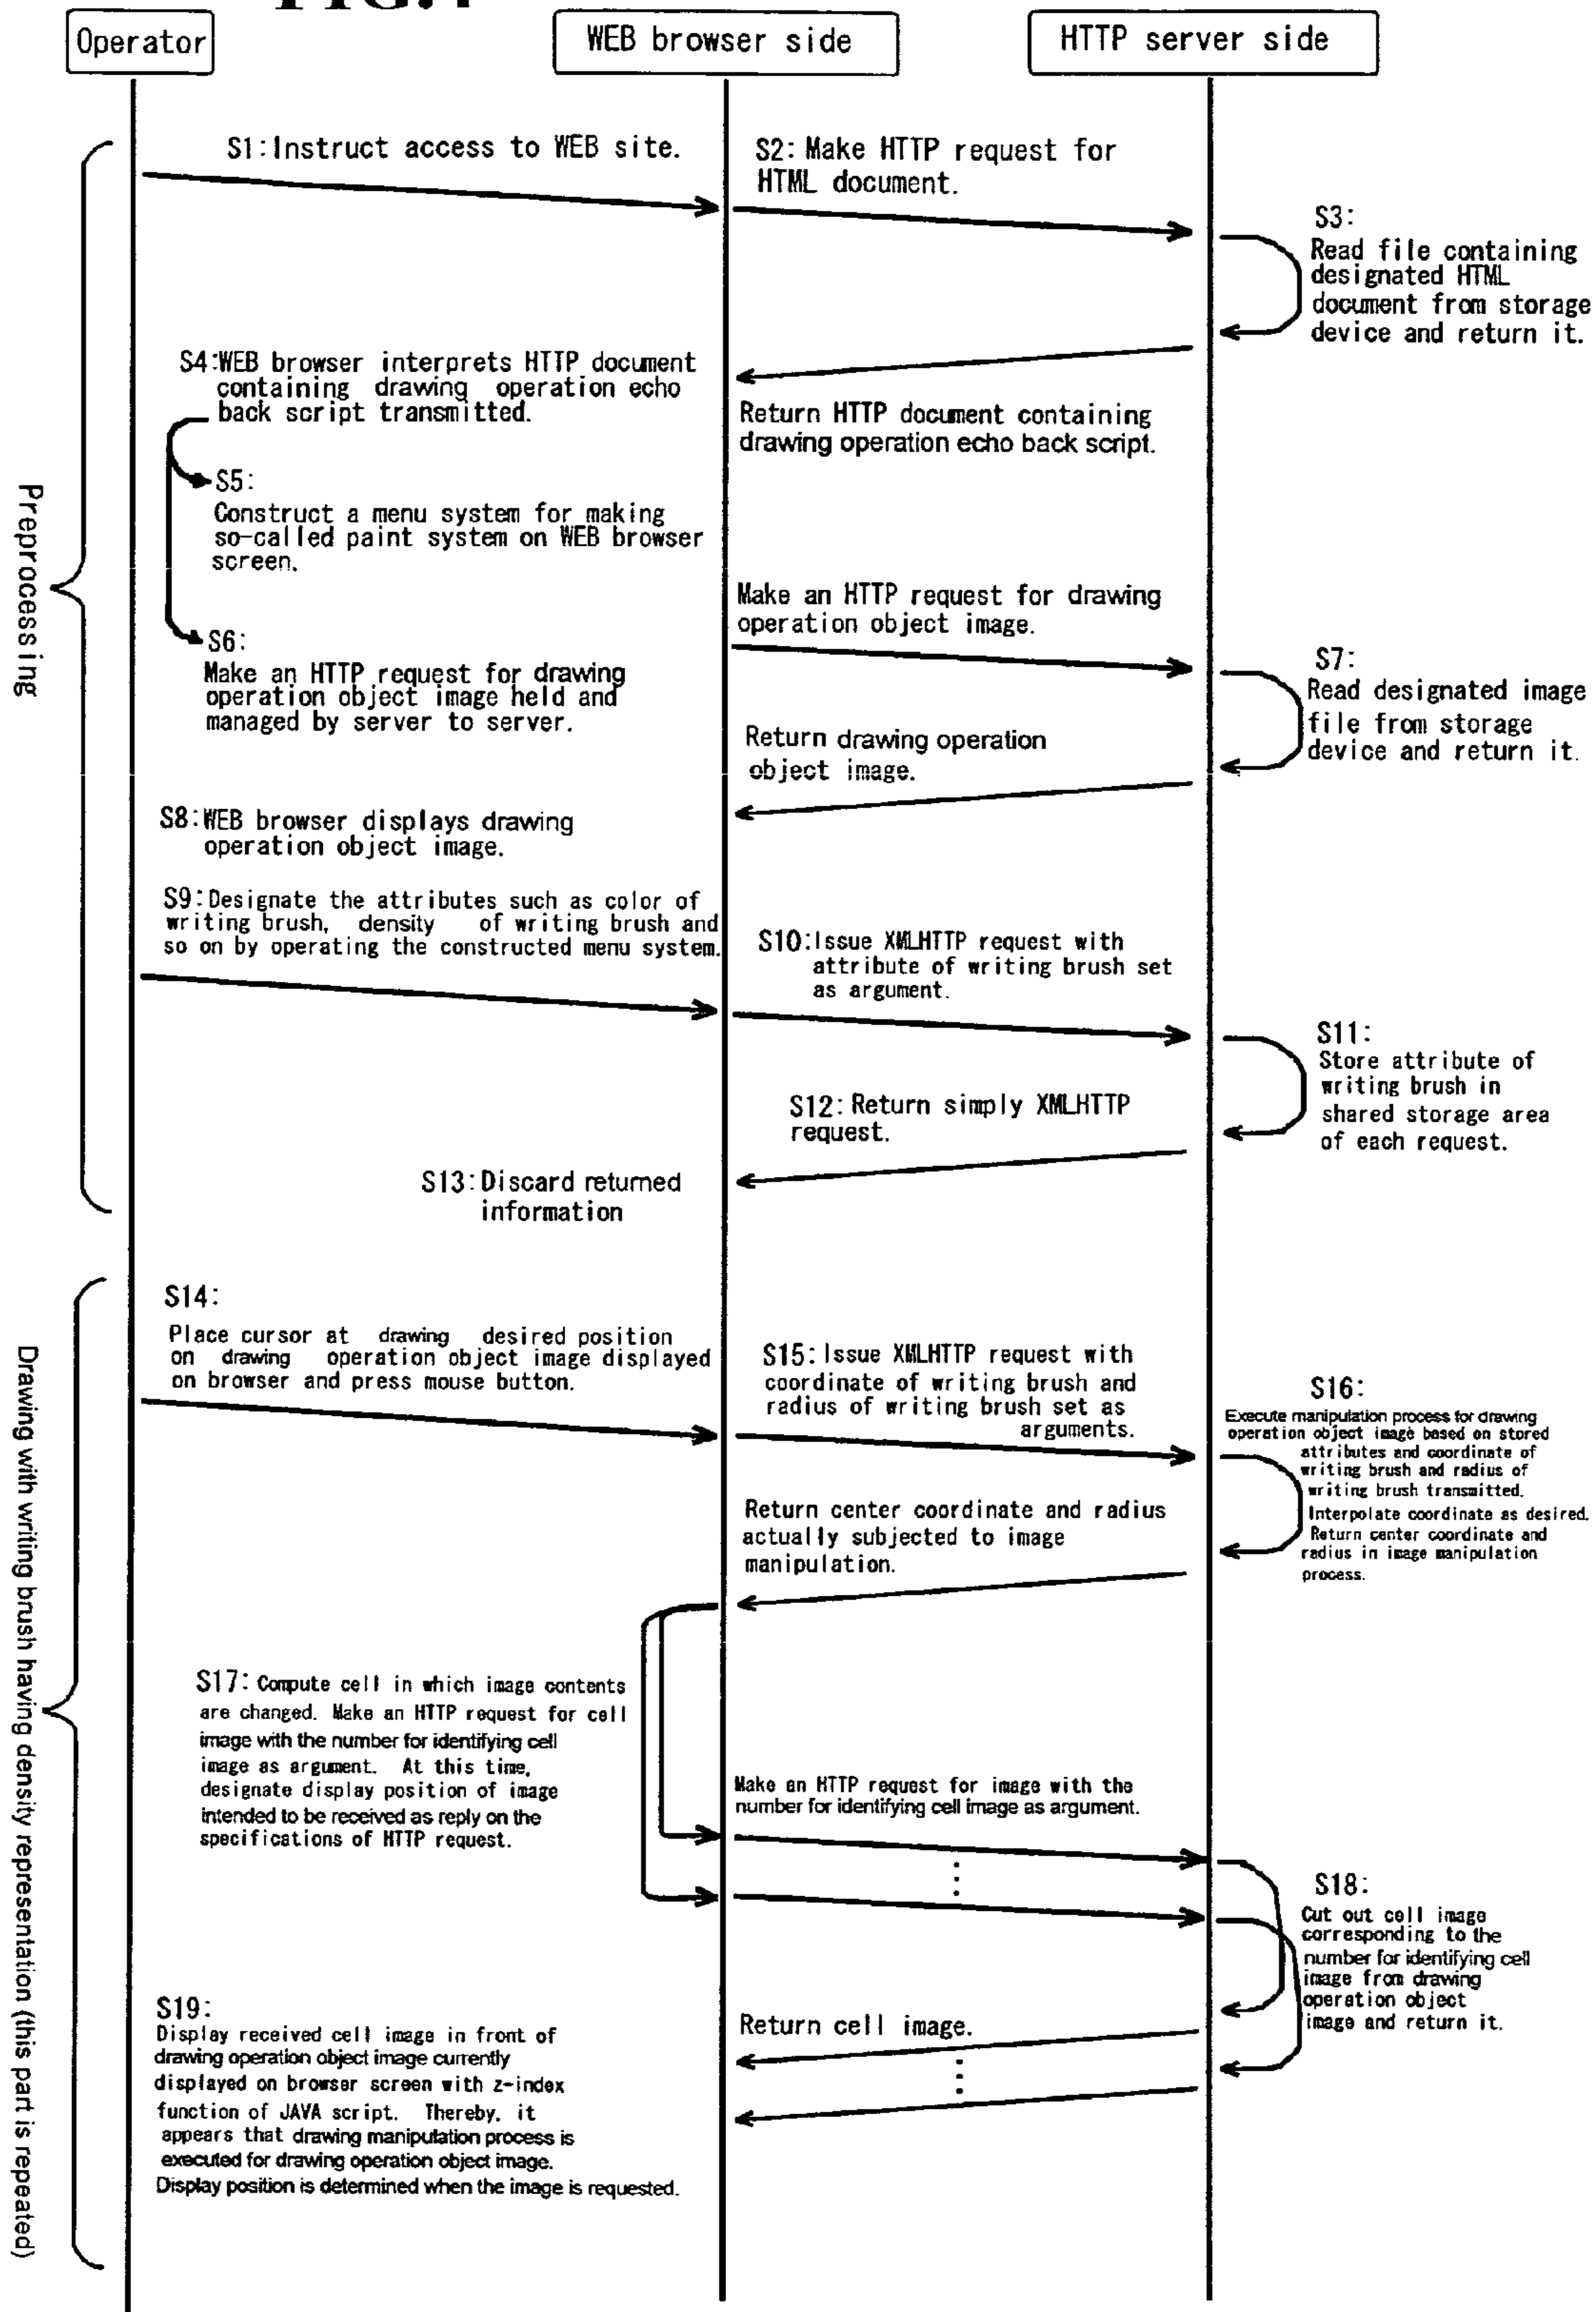 Operator
WEB browser side
HTTP server side
S1:Instruct access to WEB site.
S2: Make HTTP request for
HTML document.
S3:
Read file containing
designated HTML
document from storage
device and return it.
S4:WEB browser interprets HTTP document
containing drawing operation echo
back script transmitted.
Return HTTP document containing
drawing operation echo back script.
S5:
Construct a menu system for making
so-called paint system on WEB browser
screen.
Make an HTTP request for drawing
operation object image.
S6:
Make an HTTP request for drawing
operation object image held and
managed by server to server.
S7:
Read designated image
file from storage
device and return it.
Return drawing operation
object image.
S8:WEB browser displays drawing
operation object image.
S9:Designate the attributes such as color of
writing brush, density of writing brush and
so on by operating the constructed menu system.
S10:Issue XMLHTTP request with
attribute of writing brush set
as argument.
S11:
Store attribute of
writing brush in
shared storage area
of each request.
S12: Return simply XMLHTTP
request.
S13:Discard returned
information
Preprocessing
S14:
Place cursor at drawing desired position
on drawing operation object image displayed
on browser and press mouse button.
S15: Issue XMLHTTP request with
coordinate of writing brush and
radius of writing brush set as
arguments.
S16:
Execute manipulation process for drawing
operation object image based on stored
attributes and coordinate of
writing brush and radius of
writing brush transmitted.
Interpolate coordinate as desired.
Return center coordinate and
radius in image manipulation
process.
Return center coordinate and radius
actually subjected to image
manipulation.
S17: Compute cell in which image contents
are changed. Make an HTTP request for cell
image with the number for identifying cell
image as argument. At this time,
designate display position of image
intended to be received as reply on the
specifications of HTTP request.
Make an HTTP request for image with the
number for identifying cell image as argument.
S18:
Cut out cell image
corresponding to the
number for identifying cell
image from drawing
operation object
image and return it.
Return cell image.
S19:
Display received cell image in front of
drawing operation object image currently
displayed on browser screen with z-index
function of JAVA script. Thereby, it
appears that drawing manipulation process is
executed for drawing operation object image.
Display position is determined when the image is requested.
Drawing with writing brush having density representation (this part is repeated)